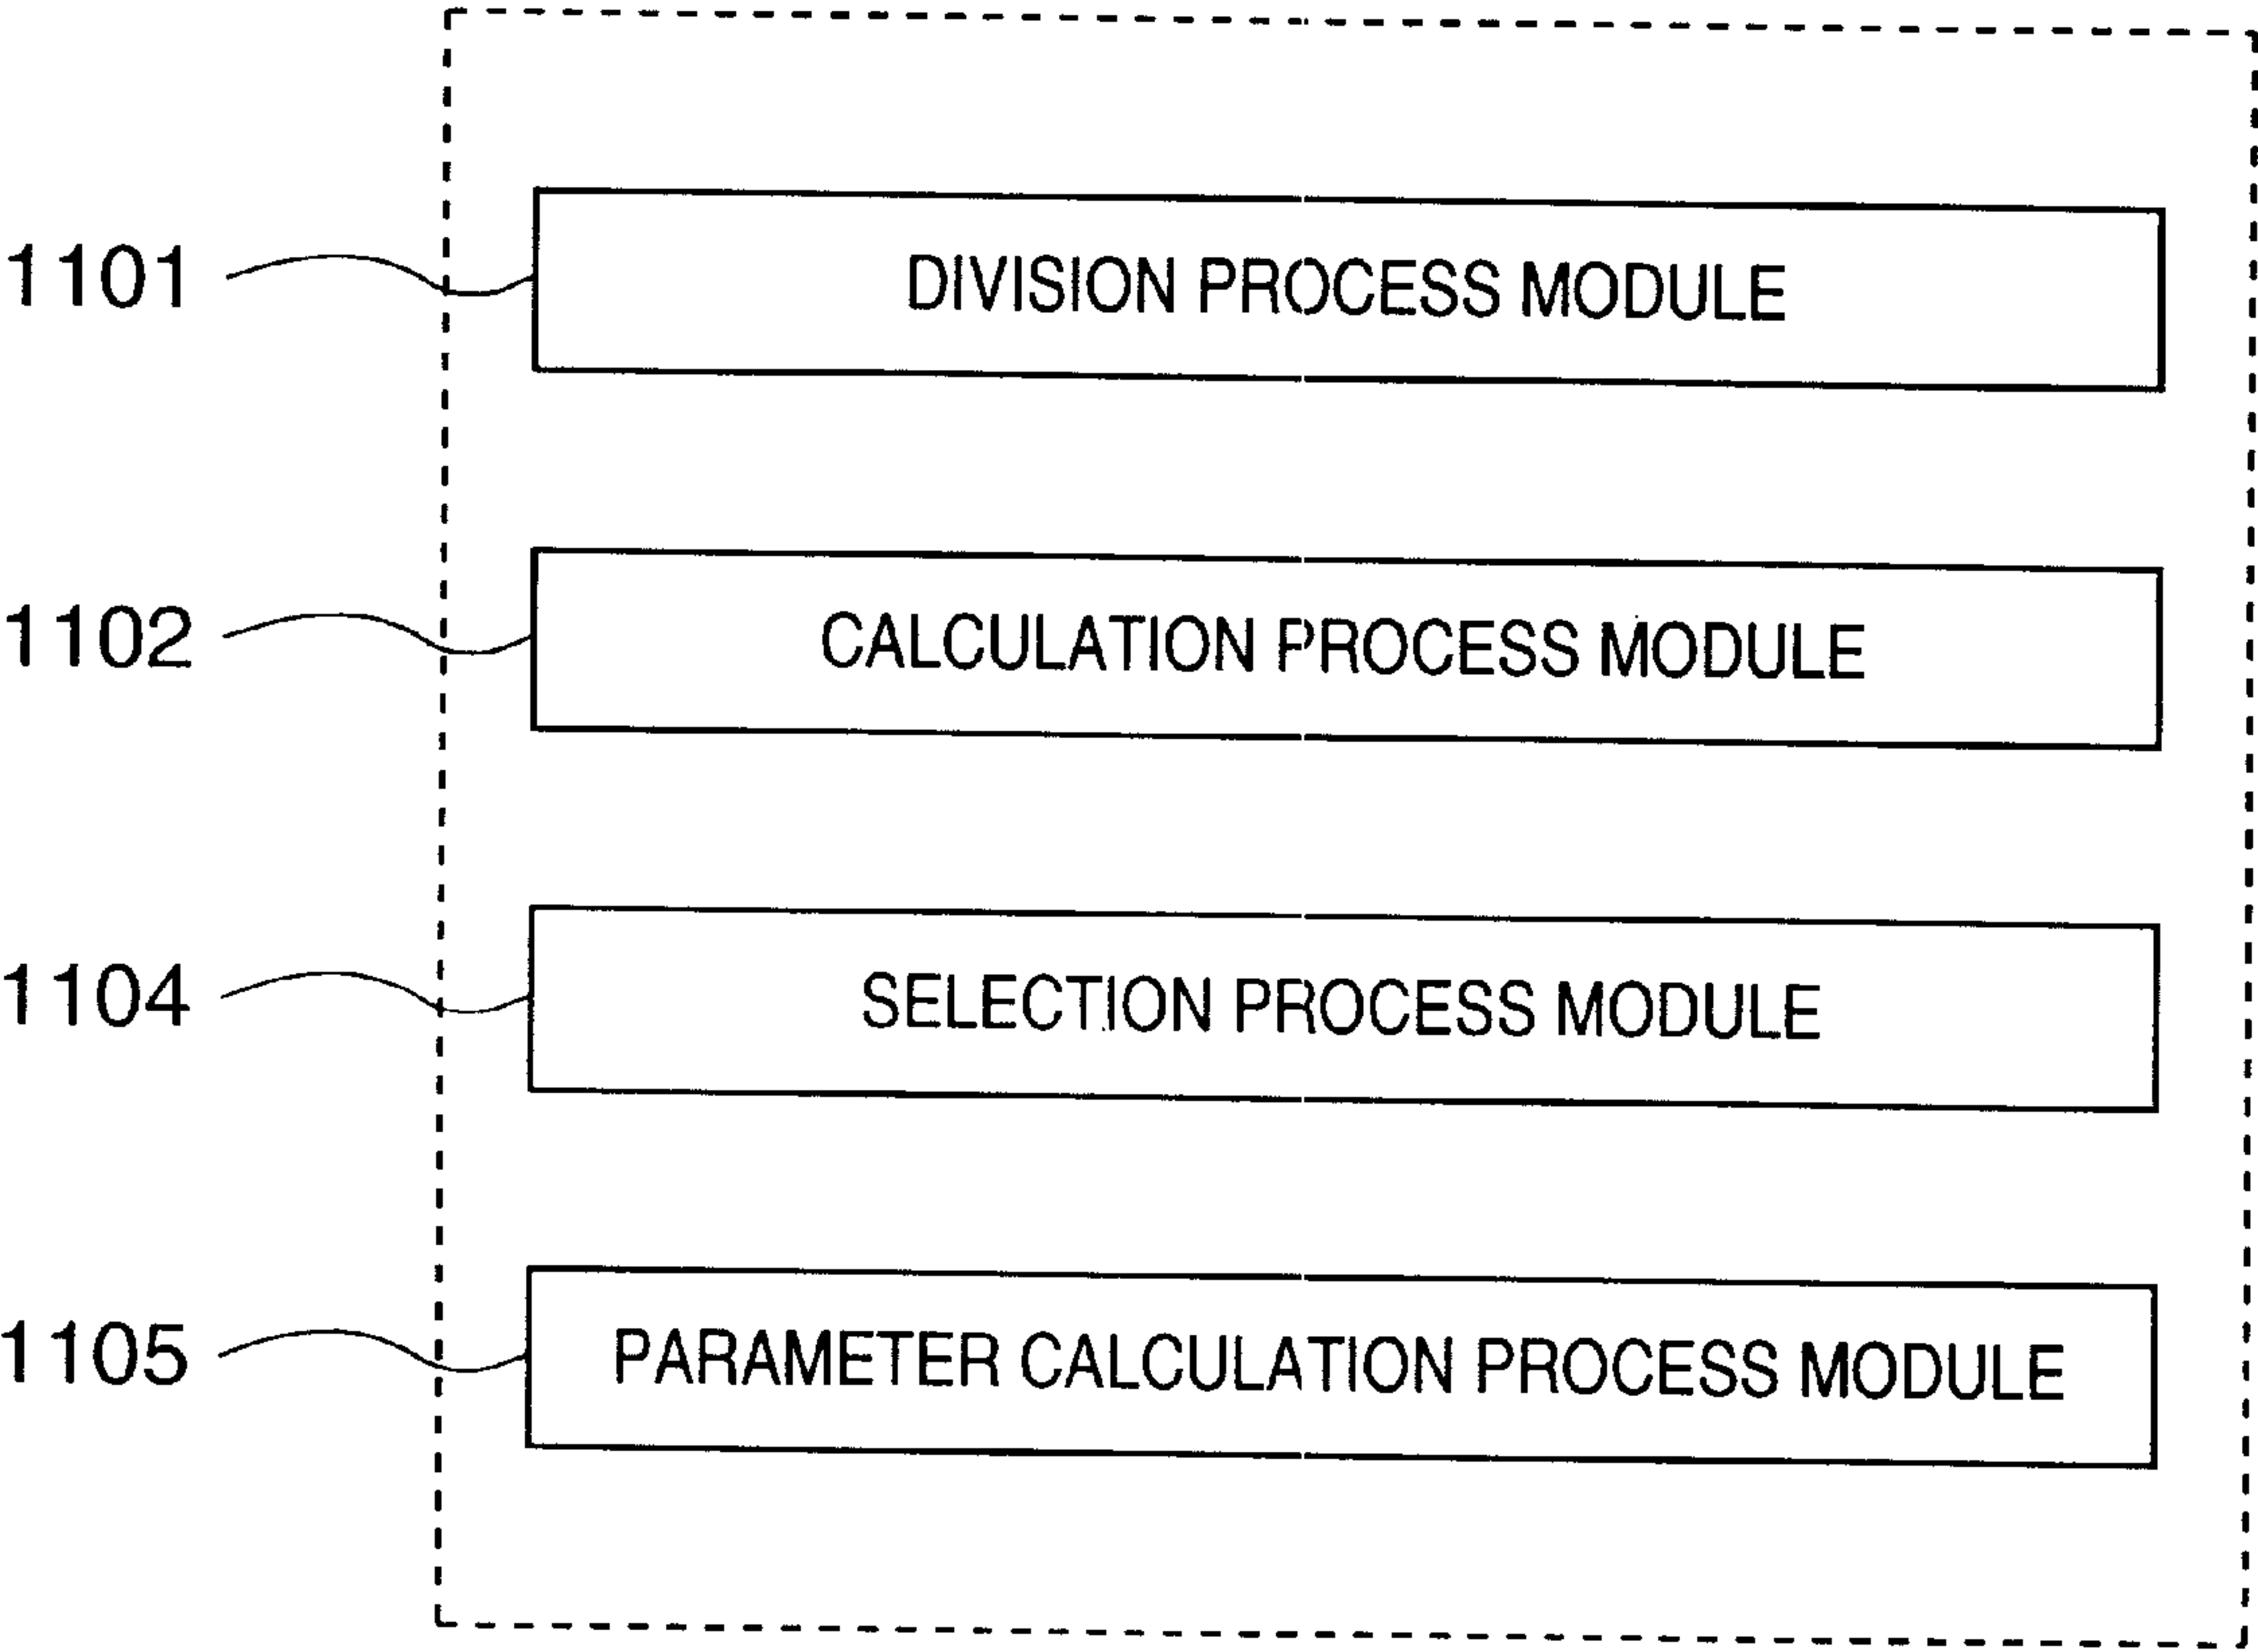 1101 DIVISION PROCESS MODULE
1102 CALCULATION PROCESS MODULE
1104 SELECTION PROCESS MODULE
1105 PARAMETER CALCULATION PROCESS MODULE